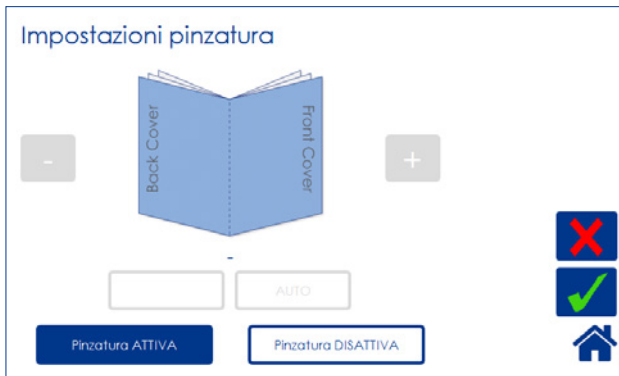 Impostazioni pinzatura
Back Cover
Front Cover
-
+
-
AUTO
Pinzatura ATTIVA
Pinzatura DISATTIVA